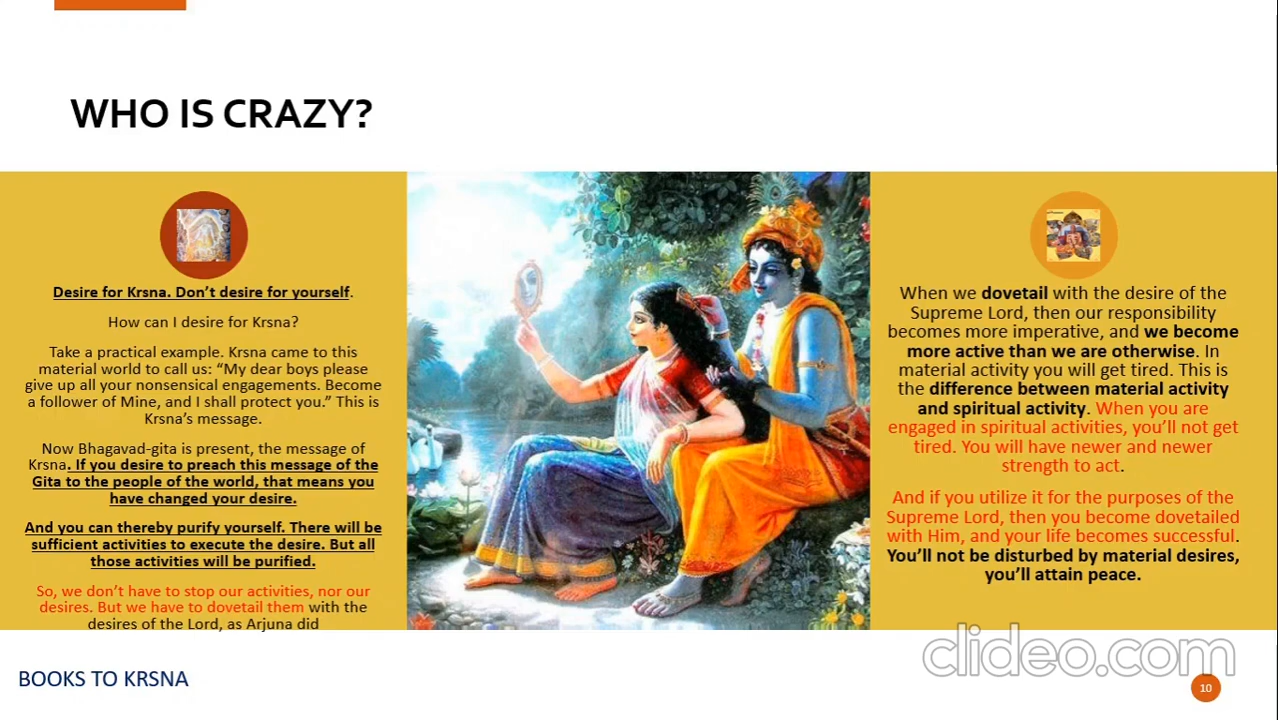 WHO IS CRAZY?
Desire for Krsna. Don't desire for yourself.
How can I desire for Krsna?
Take a practical example. Krsna came to this
material world to call us: “My dear boys please
give up all your nonsensical engagements. Become
a follower of Mine, and I shall protect you.” This is
Krsna’s message.
Now Bhagavad-gita is present, the message of
Krsna. If you desire to preach this message of the
Gita to the people of the world, that means you
have changed your desire.
And you can thereby purify yourself. There will be
sufficient activities to execute the desire. But all
those activities will be purified.
So, we don’t have to stop our activities, nor our
desires. But we have to dovetail them with the
desires of the Lord, as Arjuna did
When we dovetail with the desire of the
Supreme Lord, then our responsibility
becomes more imperative, and we become
more active than we are otherwise. In
material activity you will get tired. This is
the difference between material activity
and spiritual activity. When you are
engaged in spiritual activities, you’ll not get
tired. You will have newer and newer
strength to act.
And if you utilize it for the purposes of the
Supreme Lord, then you become dovetailed
with Him, and your life becomes successful.
You’ll not be disturbed by material desires,
you’ll attain peace.
clideo.com
BOOKS TO KRSNA
10